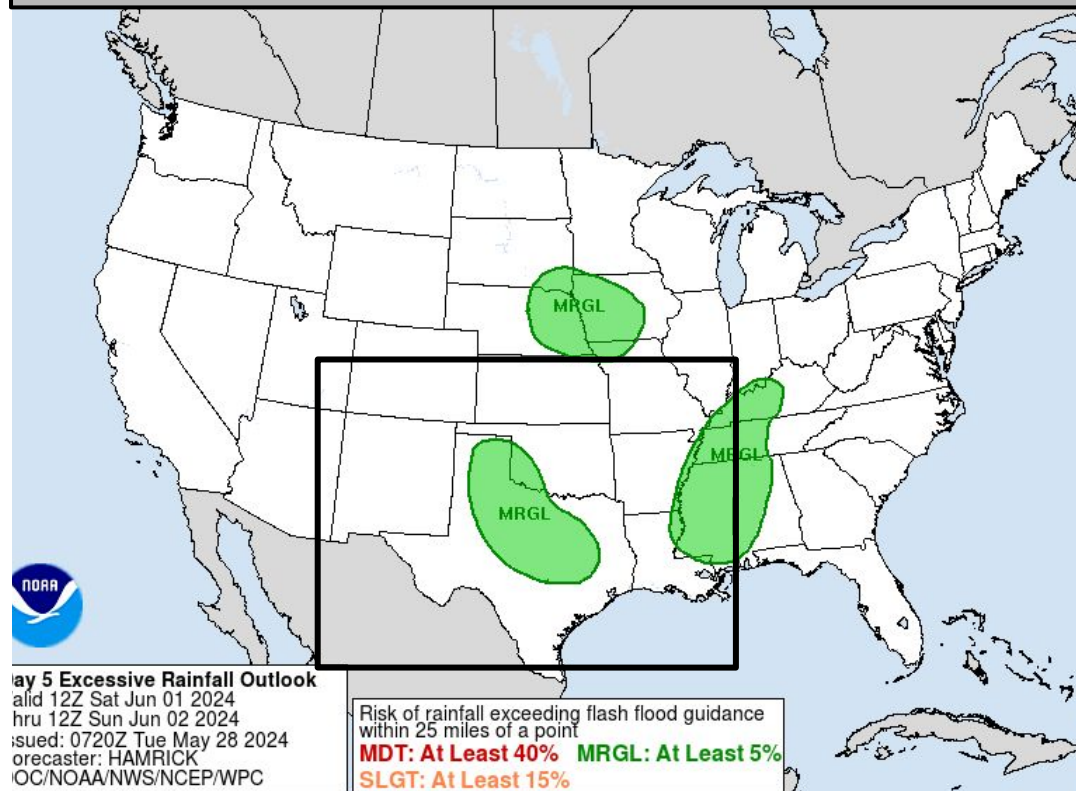 MRGL
MRGL
MRGL
NOAA
ay 5 Excessive Rainfall Outlook
alid 12Z Sat Jun 01 2024
hru 12Z Sun Jun 02 2024
ssued: 0720Z Tue May 28 2024
orecaster: HAMRICK
DOC/NOAA/NWS/NCEP/WPC
Risk of rainfall exceeding flash flood guidance
within 25 miles of a point
MDT: At Least 40% MRGL: At Least 5%
SLGT: At Least 15%